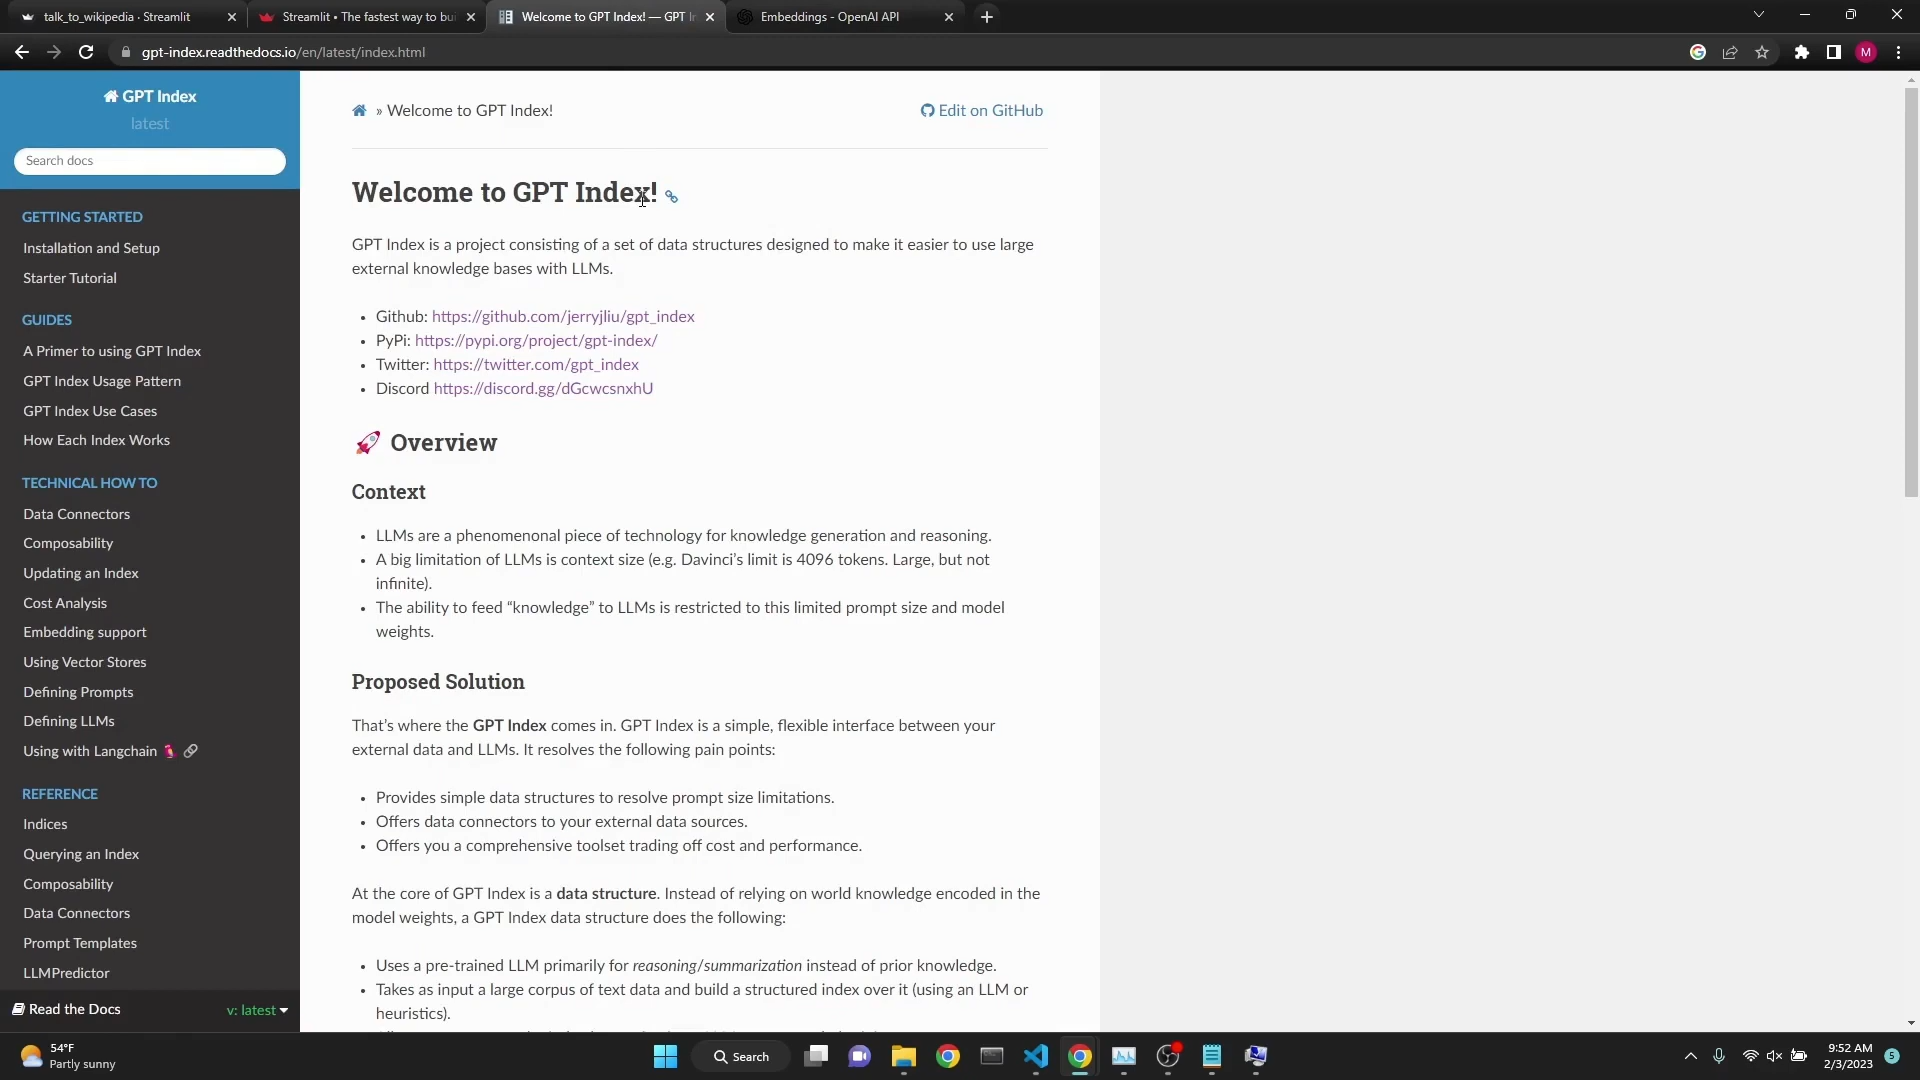 talk_to_wikipedia · Streamlit
Streamlit • The fastest way to bui
Welcome to GPT Index! — GPT In
Embeddings - OpenAI API
gpt-index.readthedocs.io/en/latest/index.html
M
GPT Index
latest
Search docs
GETTING STARTED
Installation and Setup
Starter Tutorial
GUIDES
A Primer to using GPT Index
GPT Index Usage Pattern
GPT Index Use Cases
How Each Index Works
TECHNICAL HOW TO
Data Connectors
Composability
Updating an Index
Cost Analysis
Embedding support
Using Vector Stores
Defining Prompts
Defining LLMs
Using with Langchain
REFERENCE
Indices
Querying an Index
Composability
Data Connectors
Prompt Templates
LLMPredictor
Read the Docs
v: latest
» Welcome to GPT Index!
Edit on GitHub
Welcome to GPT Index!
GPT Index is a project consisting of a set of data structures designed to make it easier to use large
external knowledge bases with LLMs.
• Github: https://github.com/jerryjliu/gpt_index
• PyPi: https://pypi.org/project/gpt-index/
• Twitter: https://twitter.com/gpt_index
• Discord https://discord.gg/dGcwcsnxhU
🚀 Overview
Context
• LLMs are a phenomenonal piece of technology for knowledge generation and reasoning.
• A big limitation of LLMs is context size (e.g. Davinci’s limit is 4096 tokens. Large, but not
infinite).
• The ability to feed “knowledge” to LLMs is restricted to this limited prompt size and model
weights.
Proposed Solution
That’s where the GPT Index comes in. GPT Index is a simple, flexible interface between your
external data and LLMs. It resolves the following pain points:
• Provides simple data structures to resolve prompt size limitations.
• Offers data connectors to your external data sources.
• Offers you a comprehensive toolset trading off cost and performance.
At the core of GPT Index is a data structure. Instead of relying on world knowledge encoded in the
model weights, a GPT Index data structure does the following:
• Uses a pre-trained LLM primarily for reasoning/summarization instead of prior knowledge.
• Takes as input a large corpus of text data and build a structured index over it (using an LLM or
heuristics).
54°F
Partly sunny
Search
9:52 AM
2/3/2023
5